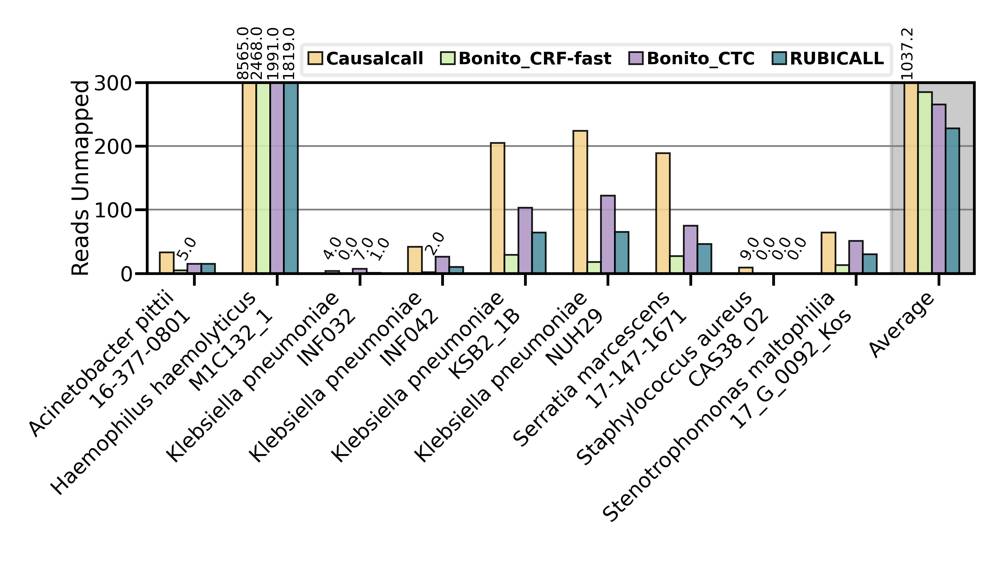 8565.0
2468.0
1991.0
1819.0
1037.2
Causalcall Bonito_CRF-fast Bonito_CTC RUBICALL
Reads Unmapped
300
200
100
0
5.0
4.0
0.0
7.0
1.0
2.0
9.0
0.0
0.0
0.0
Acinetobacter pittii
16-377-0801
Haemophilus haemolyticus
M1C132_1
Klebsiella pneumoniae
INF032
Klebsiella pneumoniae
INF042
Klebsiella pneumoniae
KSB2_1B
Klebsiella pneumoniae
NUH29
Serratia marcescens
17-147-1671
Staphylococcus aureus
CAS38_02
Stenotrophomonas maltophilia
17_G_0092_Kos
Average